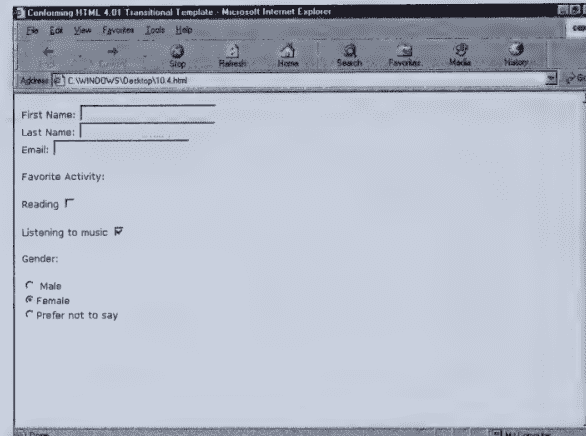 Conforming HTML 4.01 Transitional Template - Microsoft Internet Explorer
File Edit View Favorites Tools Help
Stop Refresh Home Search Favorites Media History
Address C:\WINDOWS\Desktop\10.4.html
First Name:
Last Name:
Email:
Favorite Activity:
Reading
Listening to music
Gender:
Male
Female
Prefer not to say
Done